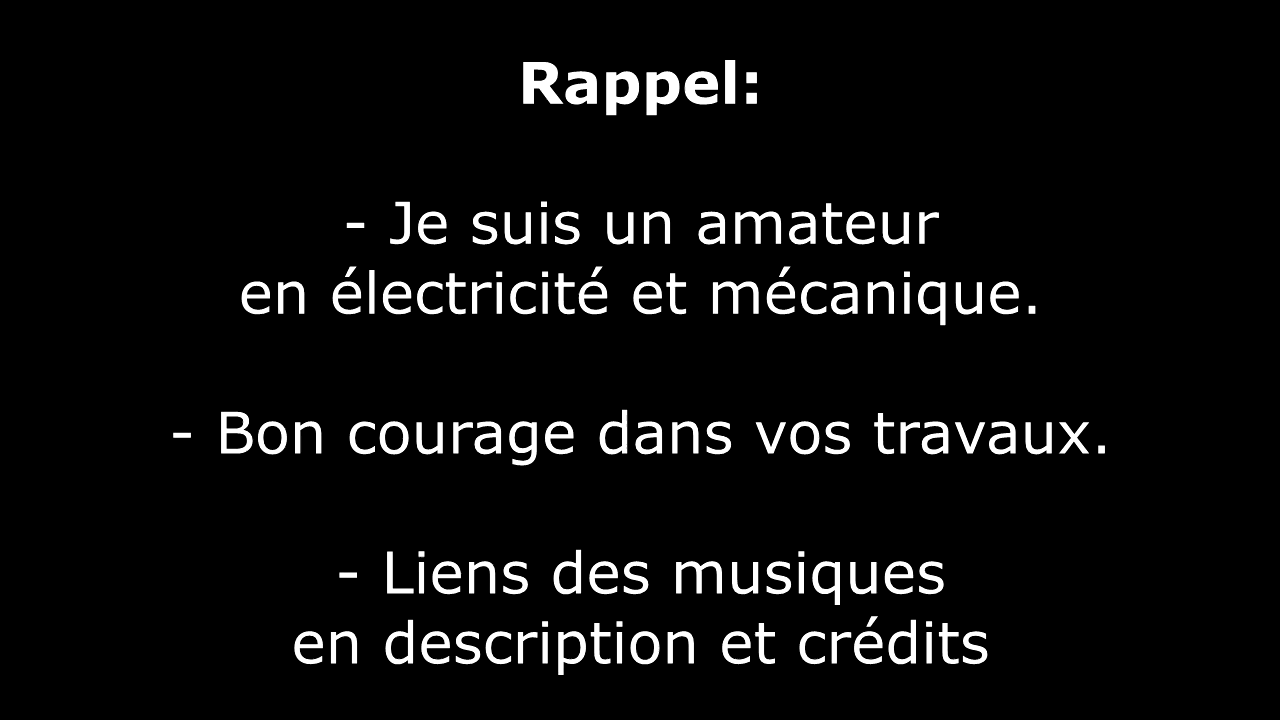 Rappel:
- Je suis un amateur
en électricité et mécanique.
- Bon courage dans vos travaux.
- Liens des musiques
en description et crédits